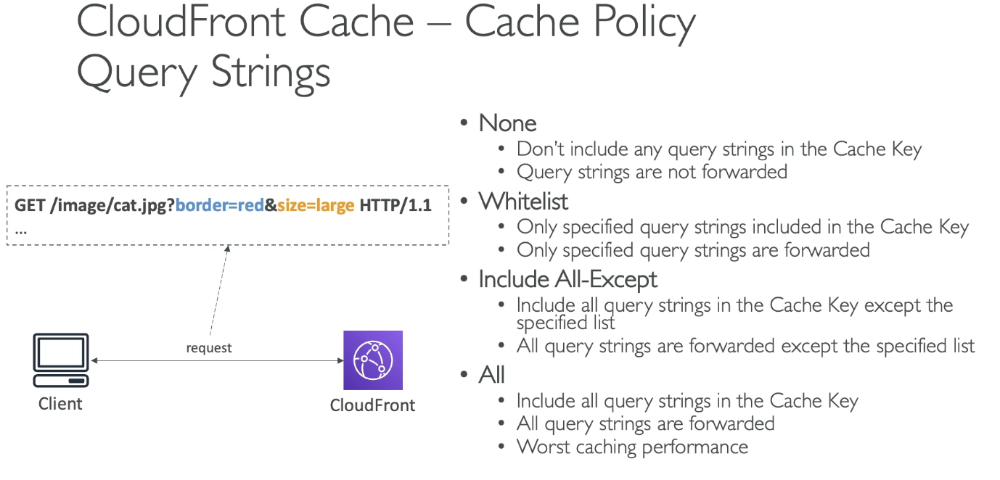 CloudFront Cache – Cache Policy
Query Strings
GET /image/cat.jpg?border=red&size=large HTTP/1.1
...
request
Client
CloudFront
• None
• Don't include any query strings in the Cache Key
• Query strings are not forwarded
• Whitelist
• Only specified query strings included in the Cache Key
• Only specified query strings are forwarded
• Include All-Except
• Include all query strings in the Cache Key except the
specified list
• All query strings are forwarded except the specified list
• All
• Include all query strings in the Cache Key
• All query strings are forwarded
• Worst caching performance